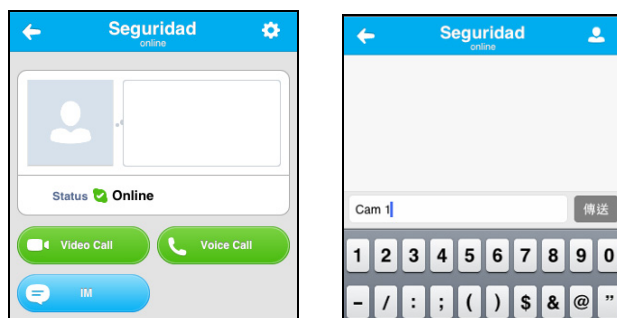 Seguridad
online
Status Online
Video Call
Voice Call
IM
Seguridad
online
Cam 1
傳送
1 2 3 4 5 6 7 8 9 0
- / : ; ( ) $ & @ "